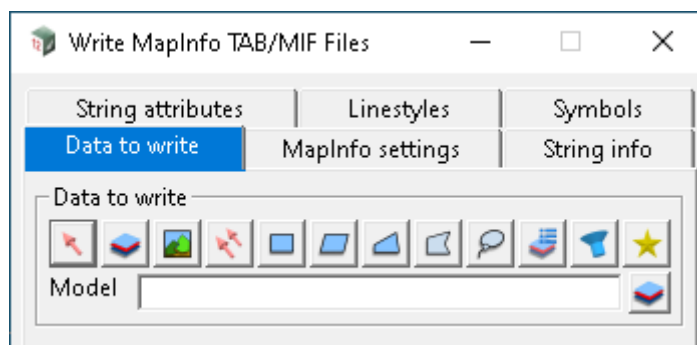 Write MapInfo TAB/MIF Files
String attributes Linestyles Symbols
Data to write MapInfo settings String info
Data to write
Model